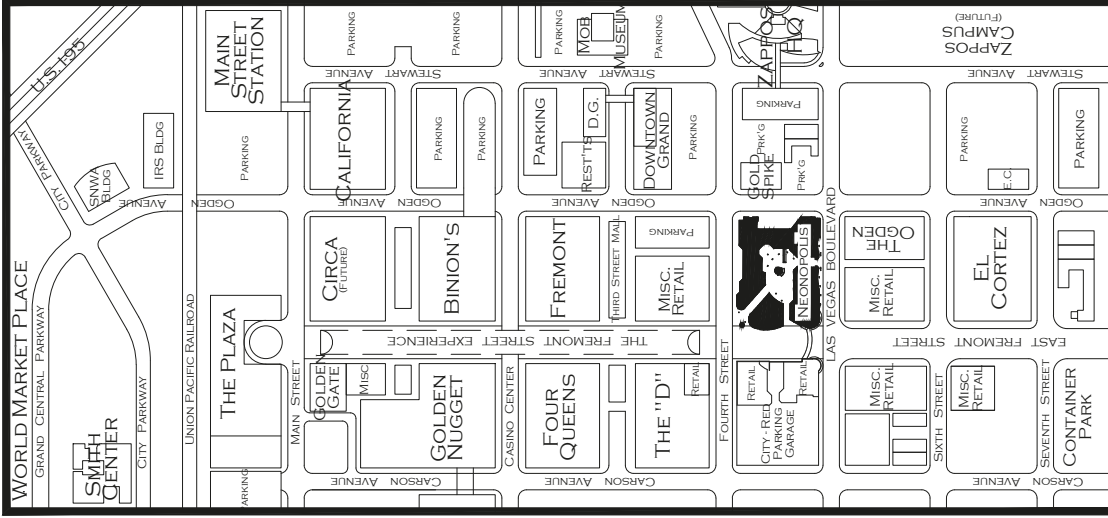 U.S. I-95
MAIN
STREET
STATION
PARKING
PARKING
MOB
MUSEUM
PARKING
ZAPPOS
HQ
ZAPPOS
CAMPUS
(FUTURE)
STEWART AVENUE
STEWART AVENUE
STEWART AVENUE
CITY PARKWAY
SNWA
BLDG
IRS BLDG
PARKING
CALIFORNIA
PARKING
PARKING
PARKING
REST'TS
D.G.
DOWNTOWN
GRAND
PARKING
PARKING
PRK'G
GOLD
SPIKE
PRK'G
PARKING
E.C.
PARKING
OGDEN AVENUE
OGDEN AVENUE
OGDEN AVENUE
OGDEN AVENUE
WORLD MARKET PLACE
GRAND CENTRAL PARKWAY
SMITH
CENTER
CITY PARKWAY
UNION PACIFIC RAILROAD
THE PLAZA
MAIN STREET
CIRCA
(FUTURE)
BINION'S
FREMONT
THIRD STREET MALL
PARKING
MISC.
RETAIL
NEONOPOLIS
LAS VEGAS BOULEVARD
THE
OGDEN
MISC.
RETAIL
EL
CORTEZ
THE FREMONT STREET EXPERIENCE
EAST FREMONT STREET
GOLDEN
GATE
MISC
GOLDEN
NUGGET
CASINO CENTER
FOUR
QUEENS
THE "D"
RETAIL
FOURTH STREET
RETAIL
CITY - RED
PARKING
GARAGE
RETAIL
MISC.
RETAIL
SIXTH STREET
MISC.
RETAIL
SEVENTH STREET
CONTAINER
PARK
PARKING
CARSON AVENUE
CARSON AVENUE
CARSON AVENUE